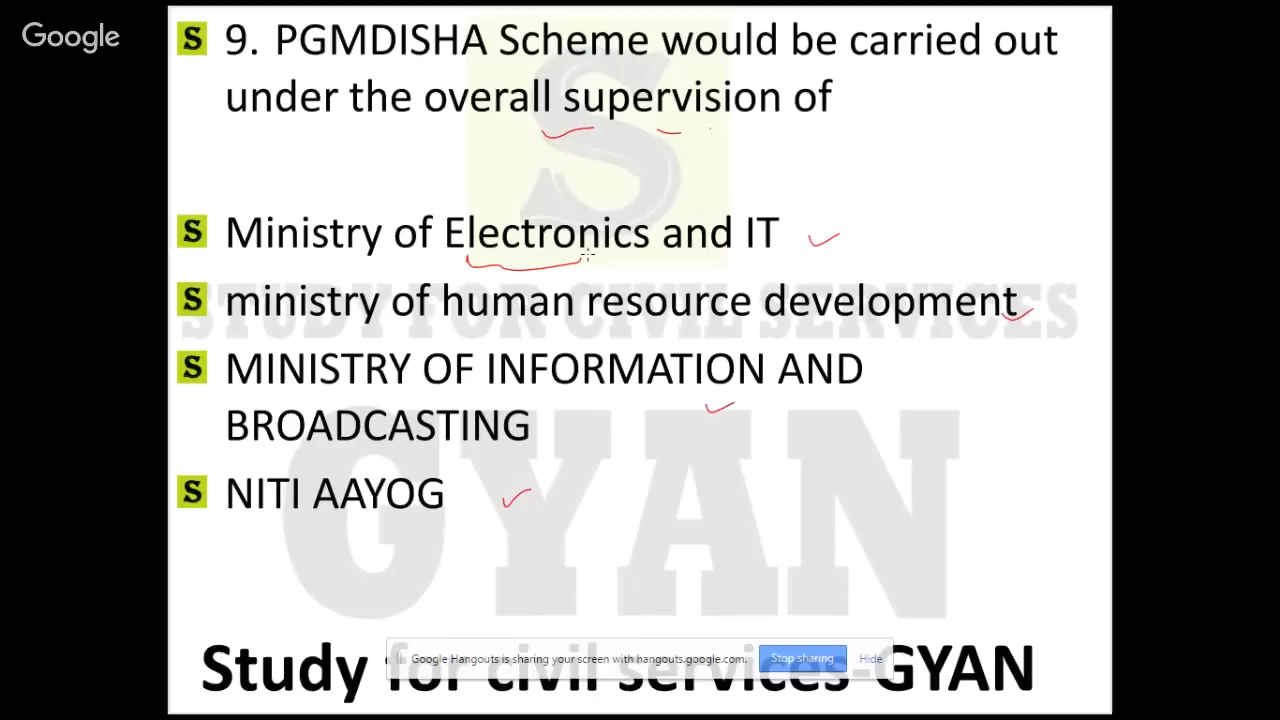 Google
S 9. PGMDISHA Scheme would be carried out
under the overall supervision of
S Ministry of Electronics and IT
S ministry of human resource development
STUDY FOR CIVIL SERVICES
S MINISTRY OF INFORMATION AND
BROADCASTING
S NITI AAYOG
GYAN
Study for civil services-GYAN
Google Hangouts is sharing your screen with hangouts.google.com. Stop sharing Hide